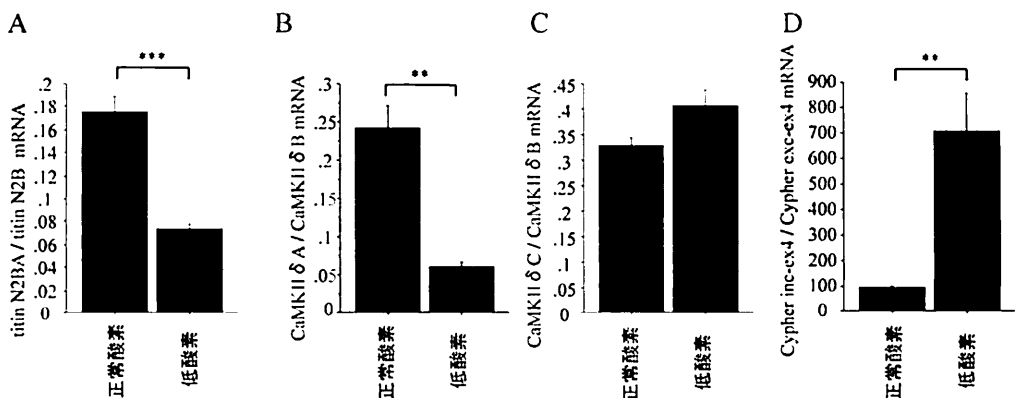 A
B
C
D
titin N2BA / titin N2B mRNA
.2
.18
.16
.14
.12
.1
0.08
.06
.04
.02
0
***
正常酸素
低酸素
CaMKII δ A / CaMKII δ B mRNA
.3
.25
.2
.15
.1
0.05
0
**
正常酸素
低酸素
CaMKII δ C / CaMKII δ B mRNA
.45
.4
.35
.3
.25
.2
.15
.1
.05
0
正常酸素
低酸素
Cypher inc-ex4 / Cypher exc-ex4 mRNA
900
800
700
600
500
400
300
200
100
0
**
正常酸素
低酸素